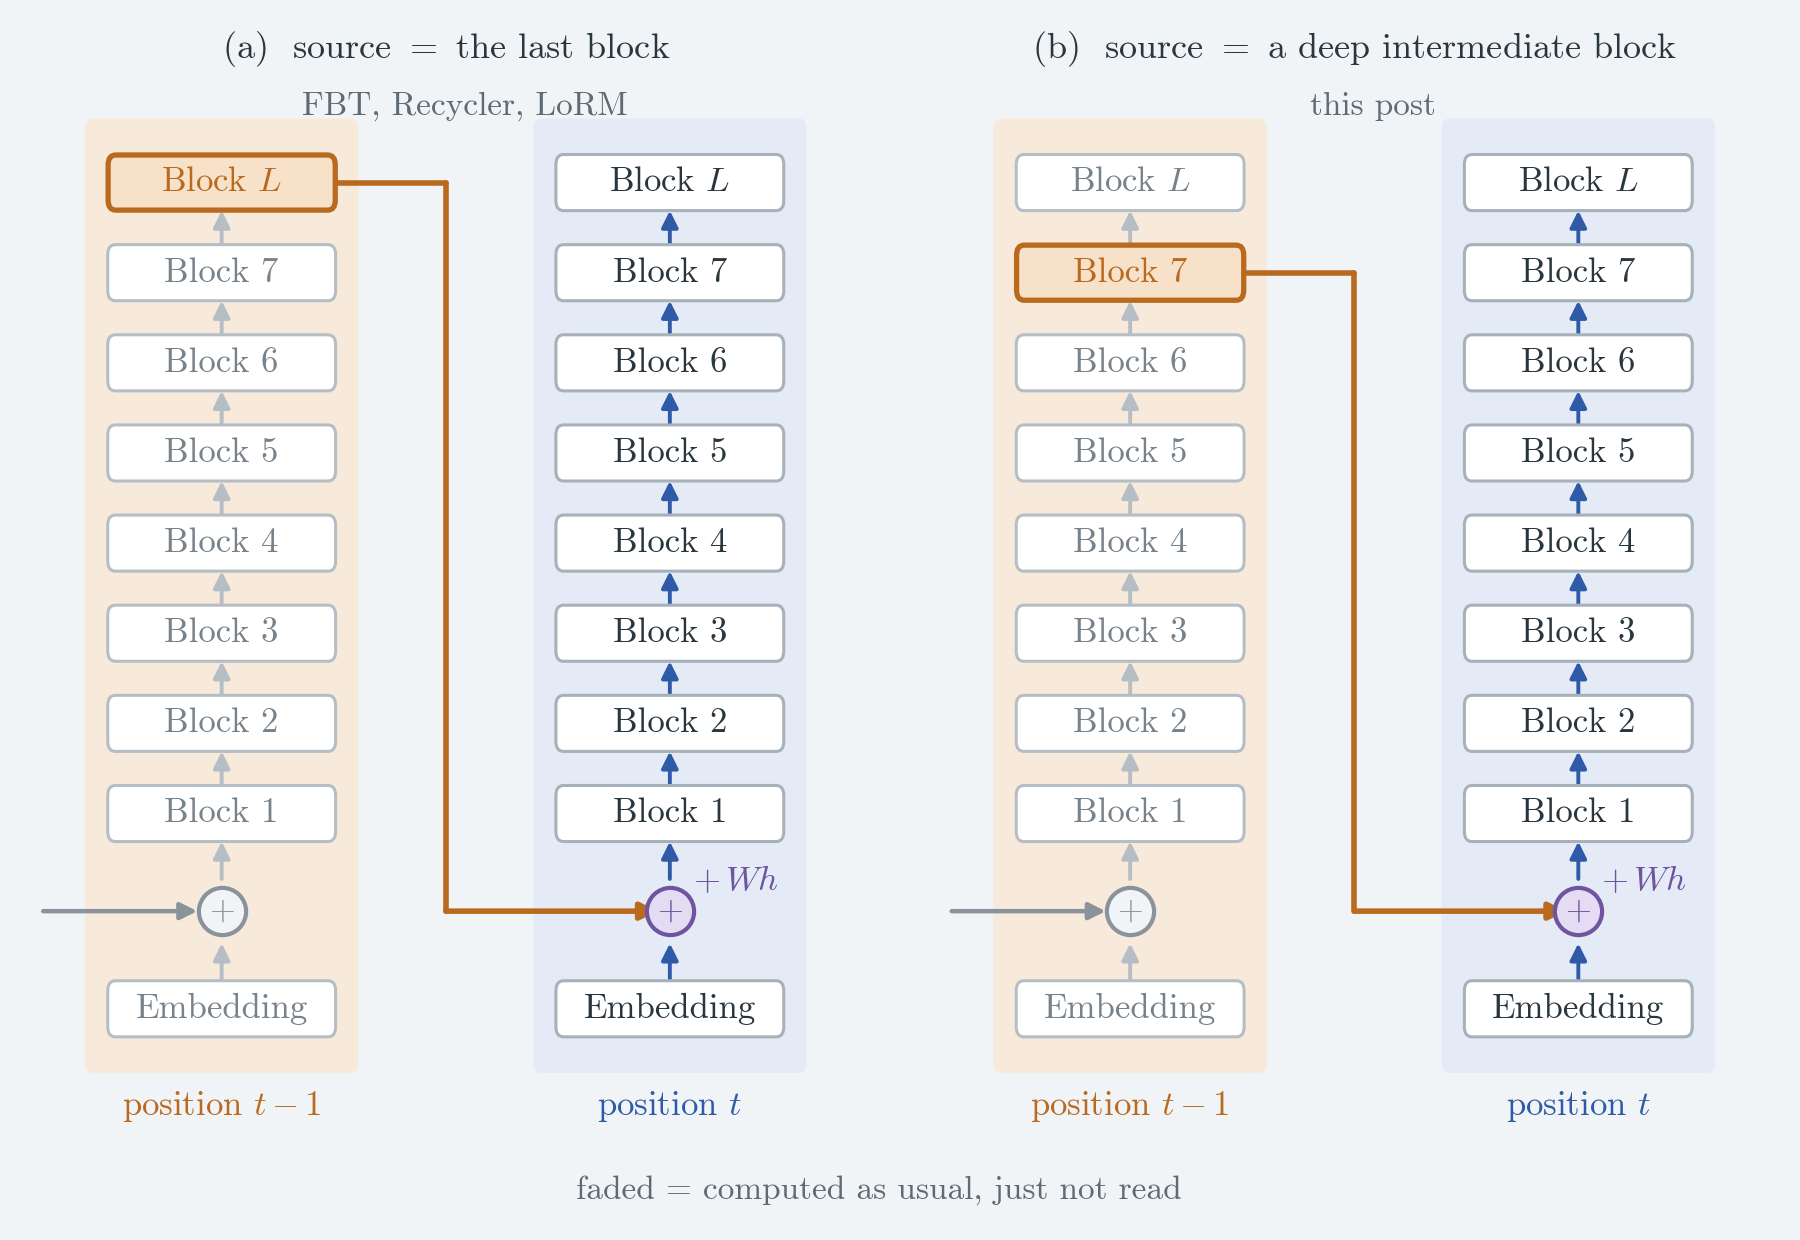 (a) source = the last block
FBT, Recycler, LoRM
Block L
Block 7
Block 6
Block 5
Block 4
Block 3
Block 2
Block 1
+
Embedding
position t − 1
Block L
Block 7
Block 6
Block 5
Block 4
Block 3
Block 2
Block 1
+ Wh
+
Embedding
position t
(b) source = a deep intermediate block
this post
Block L
Block 7
Block 6
Block 5
Block 4
Block 3
Block 2
Block 1
+
Embedding
position t − 1
Block L
Block 7
Block 6
Block 5
Block 4
Block 3
Block 2
Block 1
+ Wh
+
Embedding
position t
faded = computed as usual, just not read